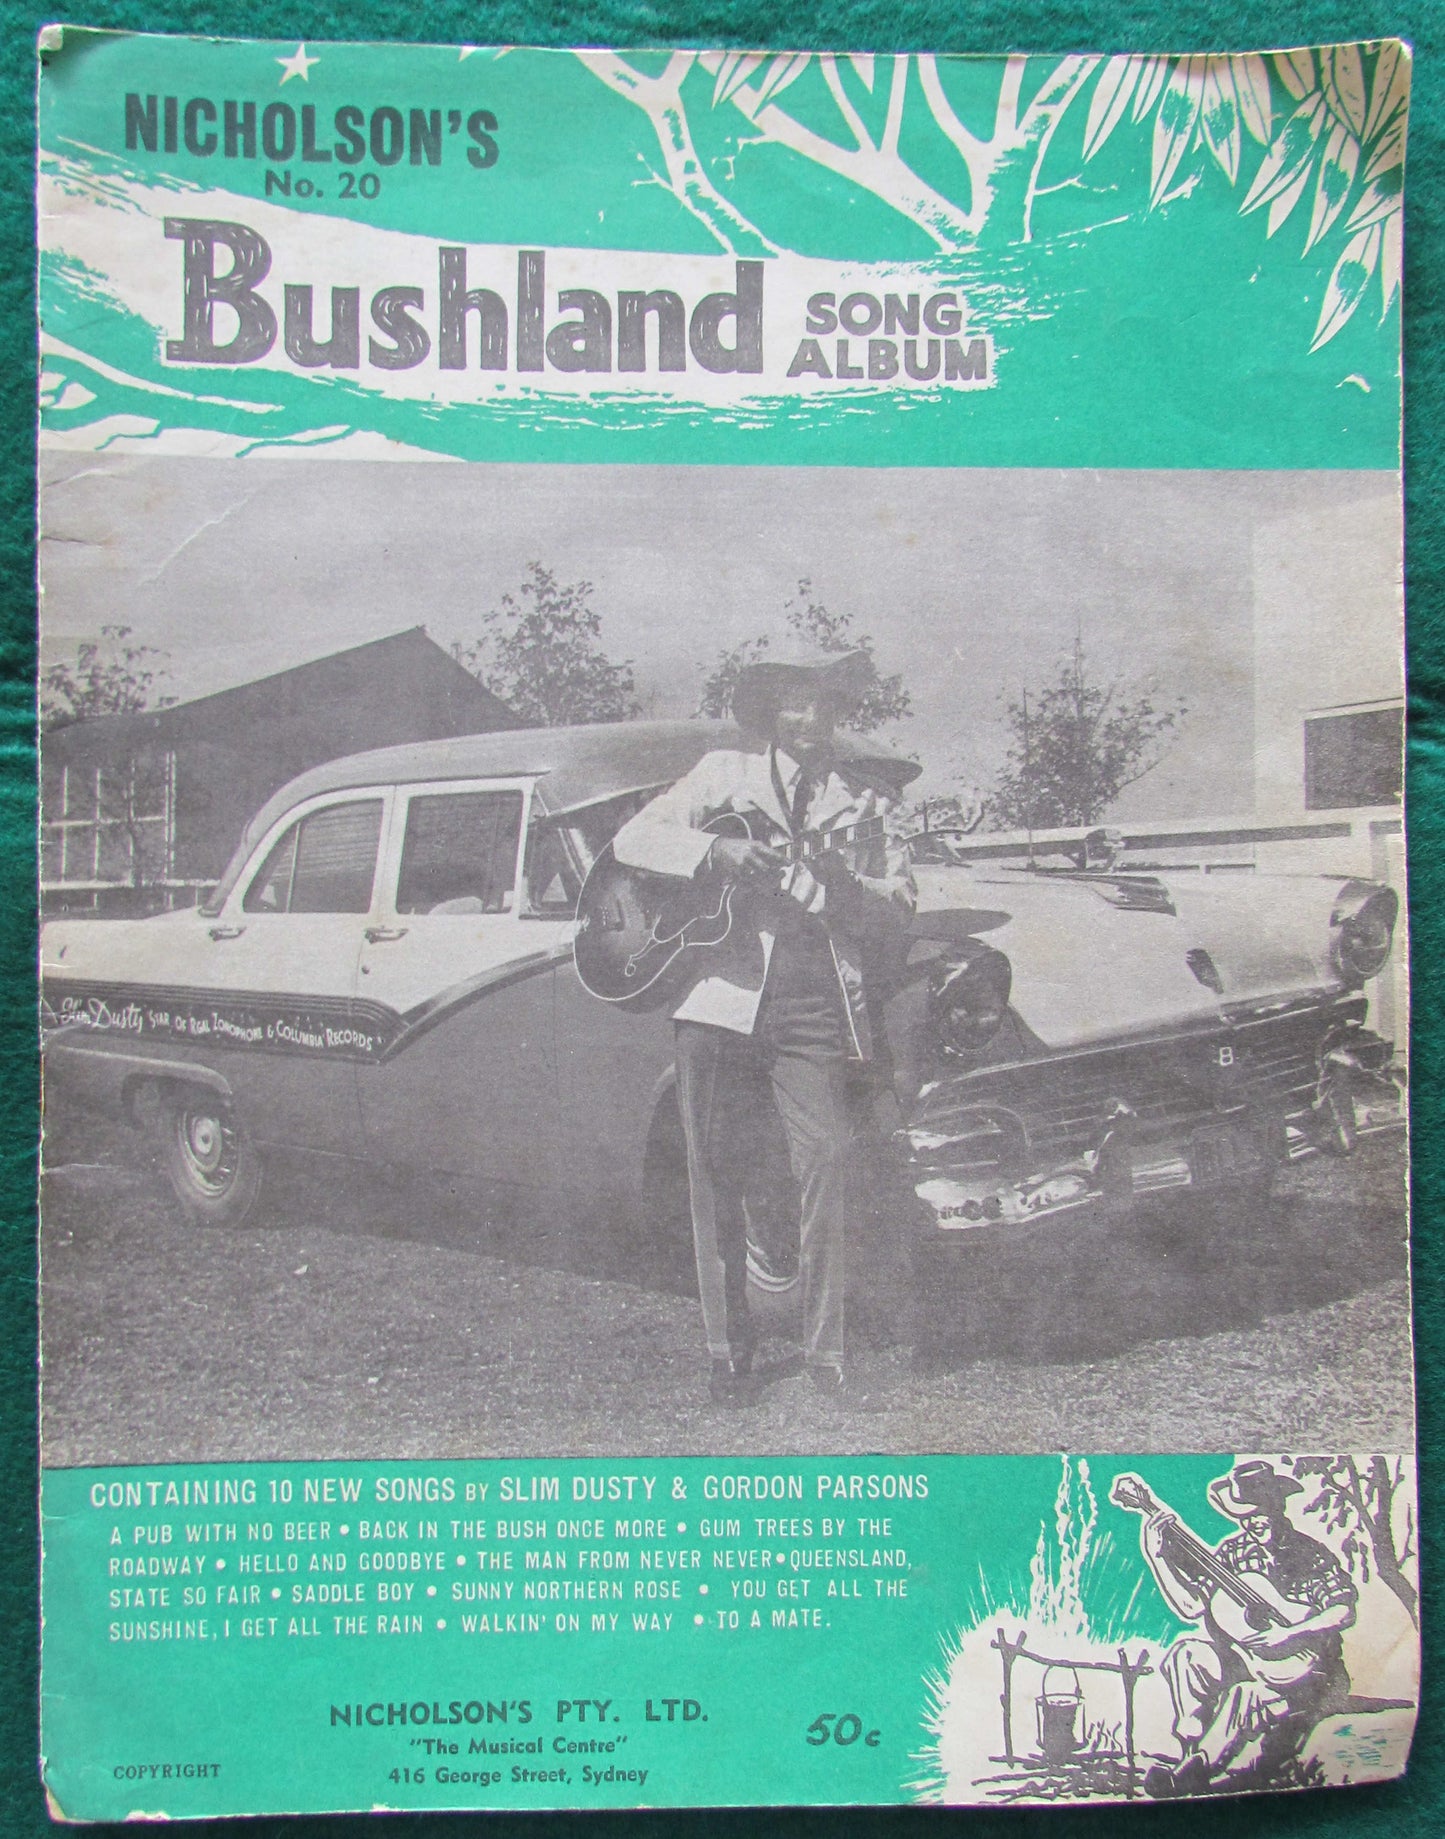 NICHOLSON'S
No. 20
Bushland SONG
ALBUM
Slim Dusty STAR OF REGAL ZONOPHONE & COLUMBIA RECORDS
8
CONTAINING 10 NEW SONGS BY SLIM DUSTY & GORDON PARSONS
A PUB WITH NO BEER • BACK IN THE BUSH ONCE MORE • GUM TREES BY THE
ROADWAY • HELLO AND GOODBYE • THE MAN FROM NEVER NEVER • QUEENSLAND,
STATE SO FAIR • SADDLE BOY • SUNNY NORTHERN ROSE • YOU GET ALL THE
SUNSHINE, I GET ALL THE RAIN • WALKIN' ON MY WAY • TO A MATE.
NICHOLSON'S PTY. LTD.
"The Musical Centre"
416 George Street, Sydney
50c
COPYRIGHT